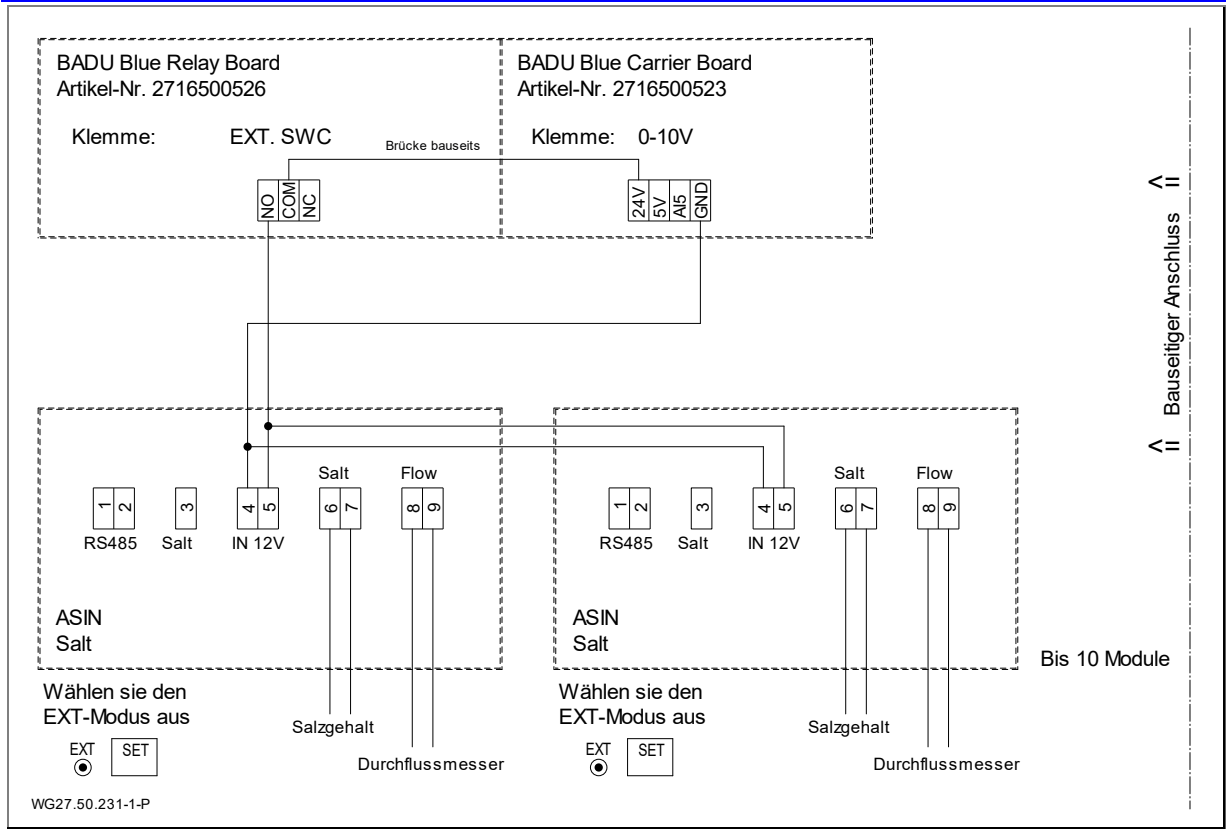 BADU Blue Relay Board
Artikel-Nr. 2716500526
Klemme: EXT. SWC
BADU Blue Carrier Board
Artikel-Nr. 2716500523
Klemme: 0-10V
Brücke bauseits
NO
COM
NC
24V
5V
AI5
GND
<=
Bauseitiger Anschluss
<=
Salt Flow
1 2 3 4 5 6 7 8 9
RS485 Salt IN 12V
ASIN
Salt
Salt Flow
1 2 3 4 5 6 7 8 9
RS485 Salt IN 12V
ASIN
Salt
Bis 10 Module
Wählen sie den
EXT-Modus aus
EXT SET
Salzgehalt
Durchflussmesser
Wählen sie den
EXT-Modus aus
EXT SET
Salzgehalt
Durchflussmesser
WG27.50.231-1-P